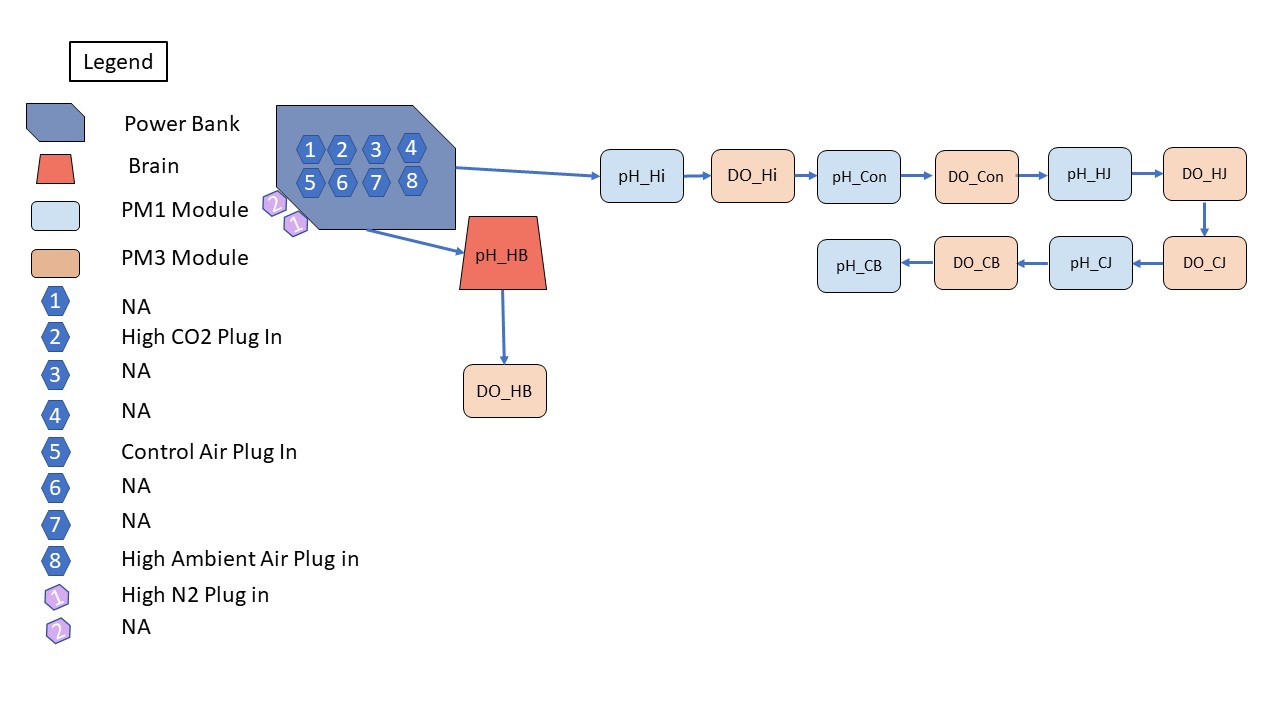 Legend
Power Bank
Brain
PM1 Module
PM3 Module
1 NA
2 High CO2 Plug In
3 NA
4 NA
5 Control Air Plug In
6 NA
7 NA
8 High Ambient Air Plug in
1 High N2 Plug in
2 NA
1 2 3 4
5 6 7 8
2
1
pH_HB
DO_HB
pH_Hi DO_Hi pH_Con DO_Con pH_HJ DO_HJ
pH_CB DO_CB pH_CJ DO_CJ